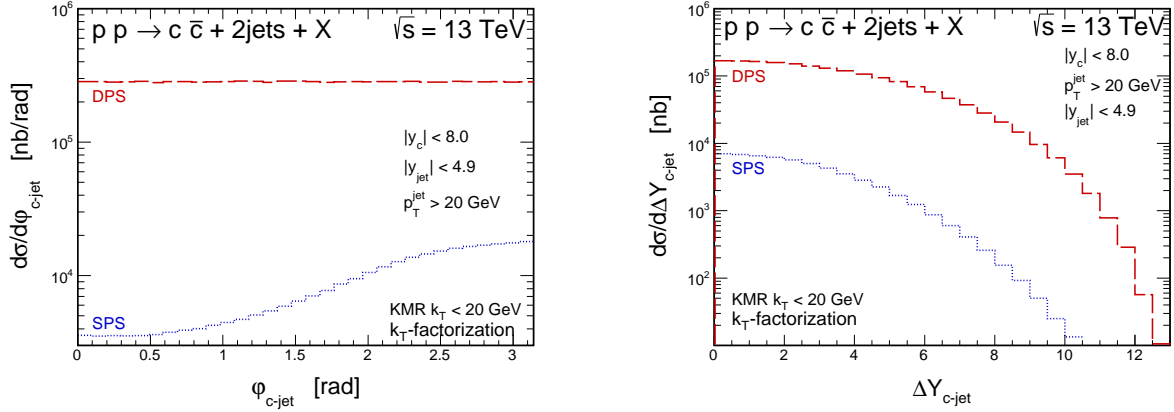 p p → c c̄ + 2jets + X √s = 13 TeV
DPS
|y_c| < 8.0
|y_jet| < 4.9
p_T^jet > 20 GeV
SPS
KMR k_T < 20 GeV
k_T-factorization
dσ/dφ_c-jet [nb/rad]
10^6
10^5
10^4
0 0.5 1 1.5 2 2.5 3
φ_c-jet [rad]
p p → c c̄ + 2jets + X √s = 13 TeV
|y_c| < 8.0
DPS
p_T^jet > 20 GeV
|y_jet| < 4.9
SPS
KMR k_T < 20 GeV
k_T-factorization
dσ/dΔY_c-jet [nb]
10^6
10^5
10^4
10^3
10^2
0 2 4 6 8 10 12
ΔY_c-jet